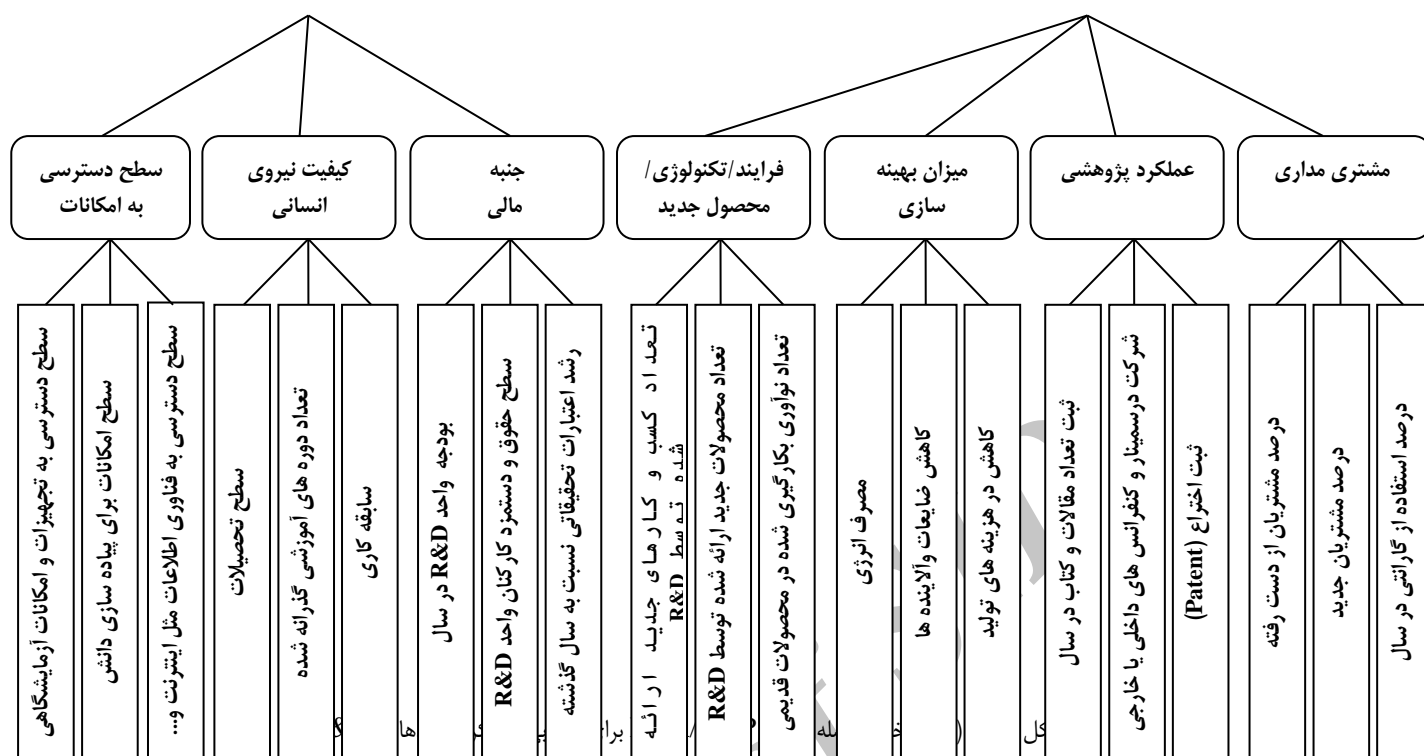 مشتری مداری
عملکرد پژوهشی
میزان بهینه
سازی
فرایند/تکنولوژی/
محصول جدید
جنبه
مالی
کیفیت نیروی
انسانی
سطح دسترسی
به امکانات
درصد استفاده از گارانتی در سال
درصد مشتریان جدید
درصد مشتریان از دست رفته
ثبت اختراع (Patent)
شرکت درسمینار و کنفرانس های داخلی یا خارجی
ثبت تعداد مقالات و کتاب در سال
کاهش در هزینه های تولید
کاهش ضایعات وآلاینده ها
مصرف انرژی
تعداد نوآوری بکارگیری شده در محصولات قدیمی
تعداد محصولات جدید ارائه شده توسط R&D
تعداد کسب و کارهای جدید ارائه
شده توسط R&D
رشد اعتبارات تحقیقاتی نسبت به سال گذشته
سطح حقوق و دستمزد کارکنان واحد R&D
بودجه واحد R&D در سال
سابقه کاری
تعداد دوره های آموزشی گذرانه شده
سطح تحصیلات
سطح دسترسی به فناوری اطلاعات مثل اینترنت و...
سطح امکانات برای پیاده سازی دانش
سطح دسترسی به تجهیزات و امکانات آزمایشگاهی